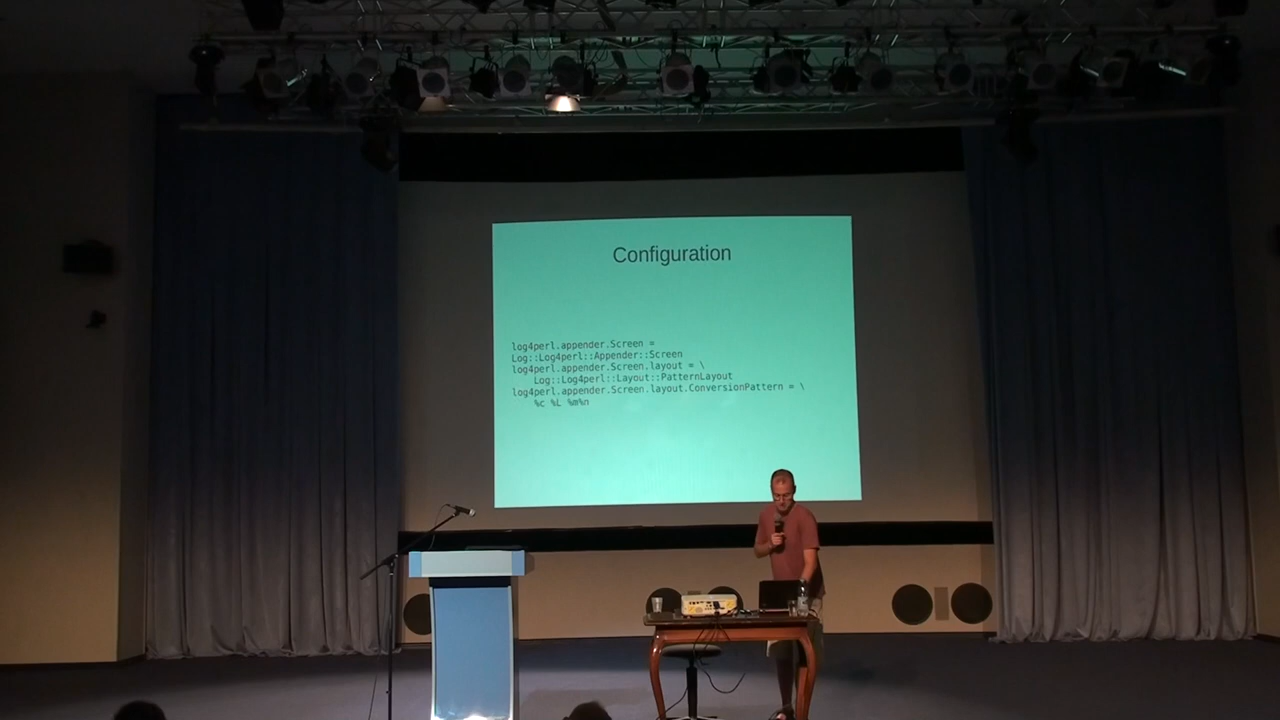 Configuration
log4perl.appender.Screen =
Log::Log4perl::Appender::Screen
log4perl.appender.Screen.layout = \
Log::Log4perl::Layout::PatternLayout
log4perl.appender.Screen.layout.ConversionPattern = \
%c %L %m%n